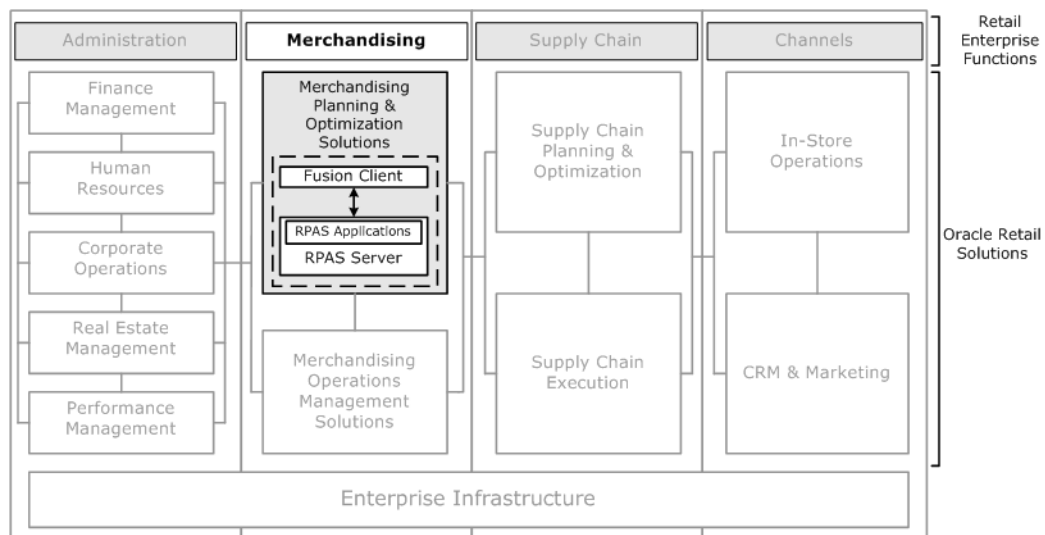 Administration
Merchandising
Supply Chain
Channels
Retail
Enterprise
Functions
Finance
Management
Human
Resources
Corporate
Operations
Real Estate
Management
Performance
Management
Merchandising
Planning &
Optimization
Solutions
Fusion Client
RPAS Applications
RPAS Server
Merchandising
Operations
Management
Solutions
Supply Chain
Planning &
Optimization
Supply Chain
Execution
In-Store
Operations
CRM & Marketing
Oracle Retail
Solutions
Enterprise Infrastructure